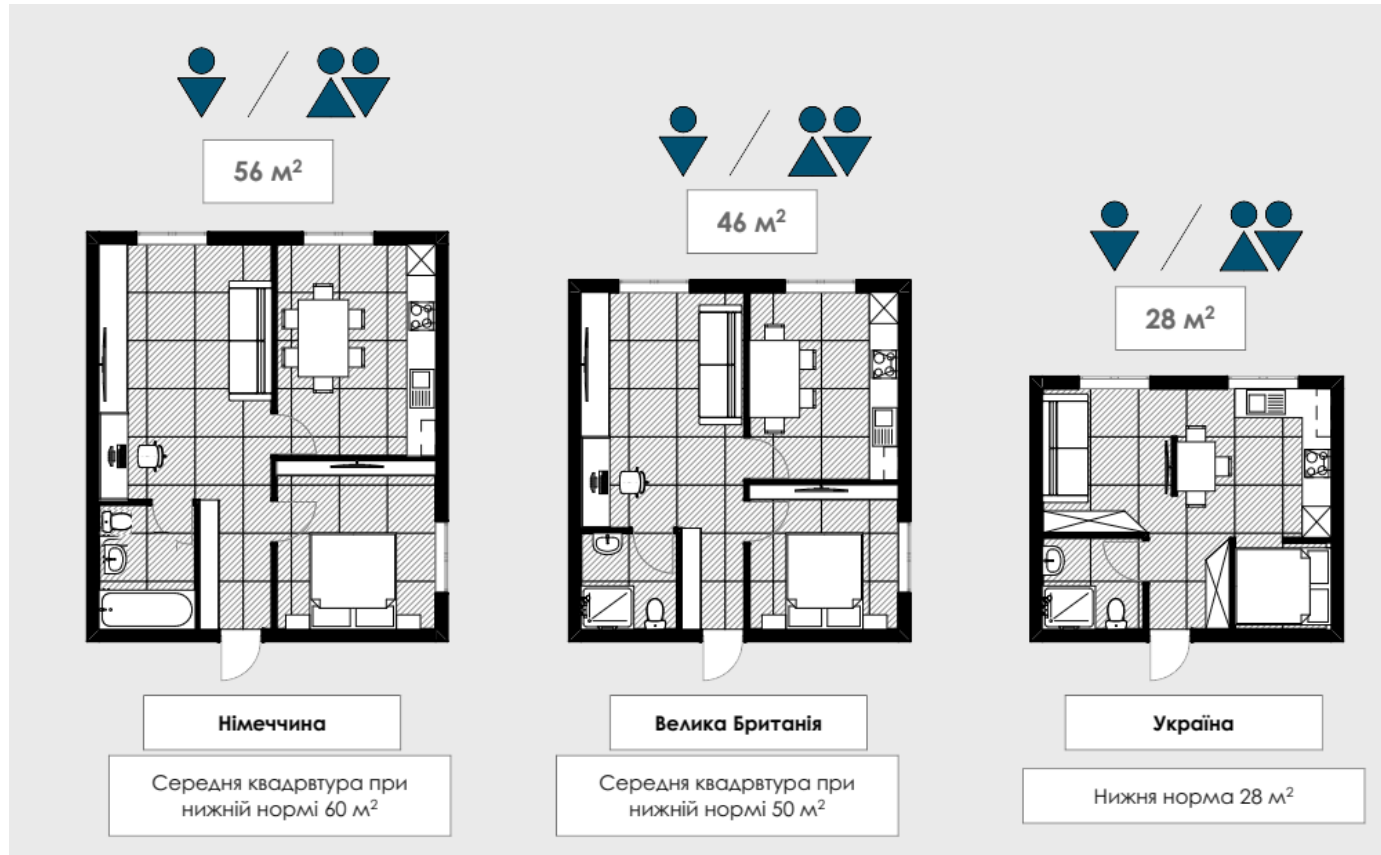 56 м²
46 м²
28 м²
Німеччина
Середня квадрвтура при
нижній нормі 60 м²
Велика Британія
Середня квадрвтура при
нижній нормі 50 м²
Україна
Нижня норма 28 м²